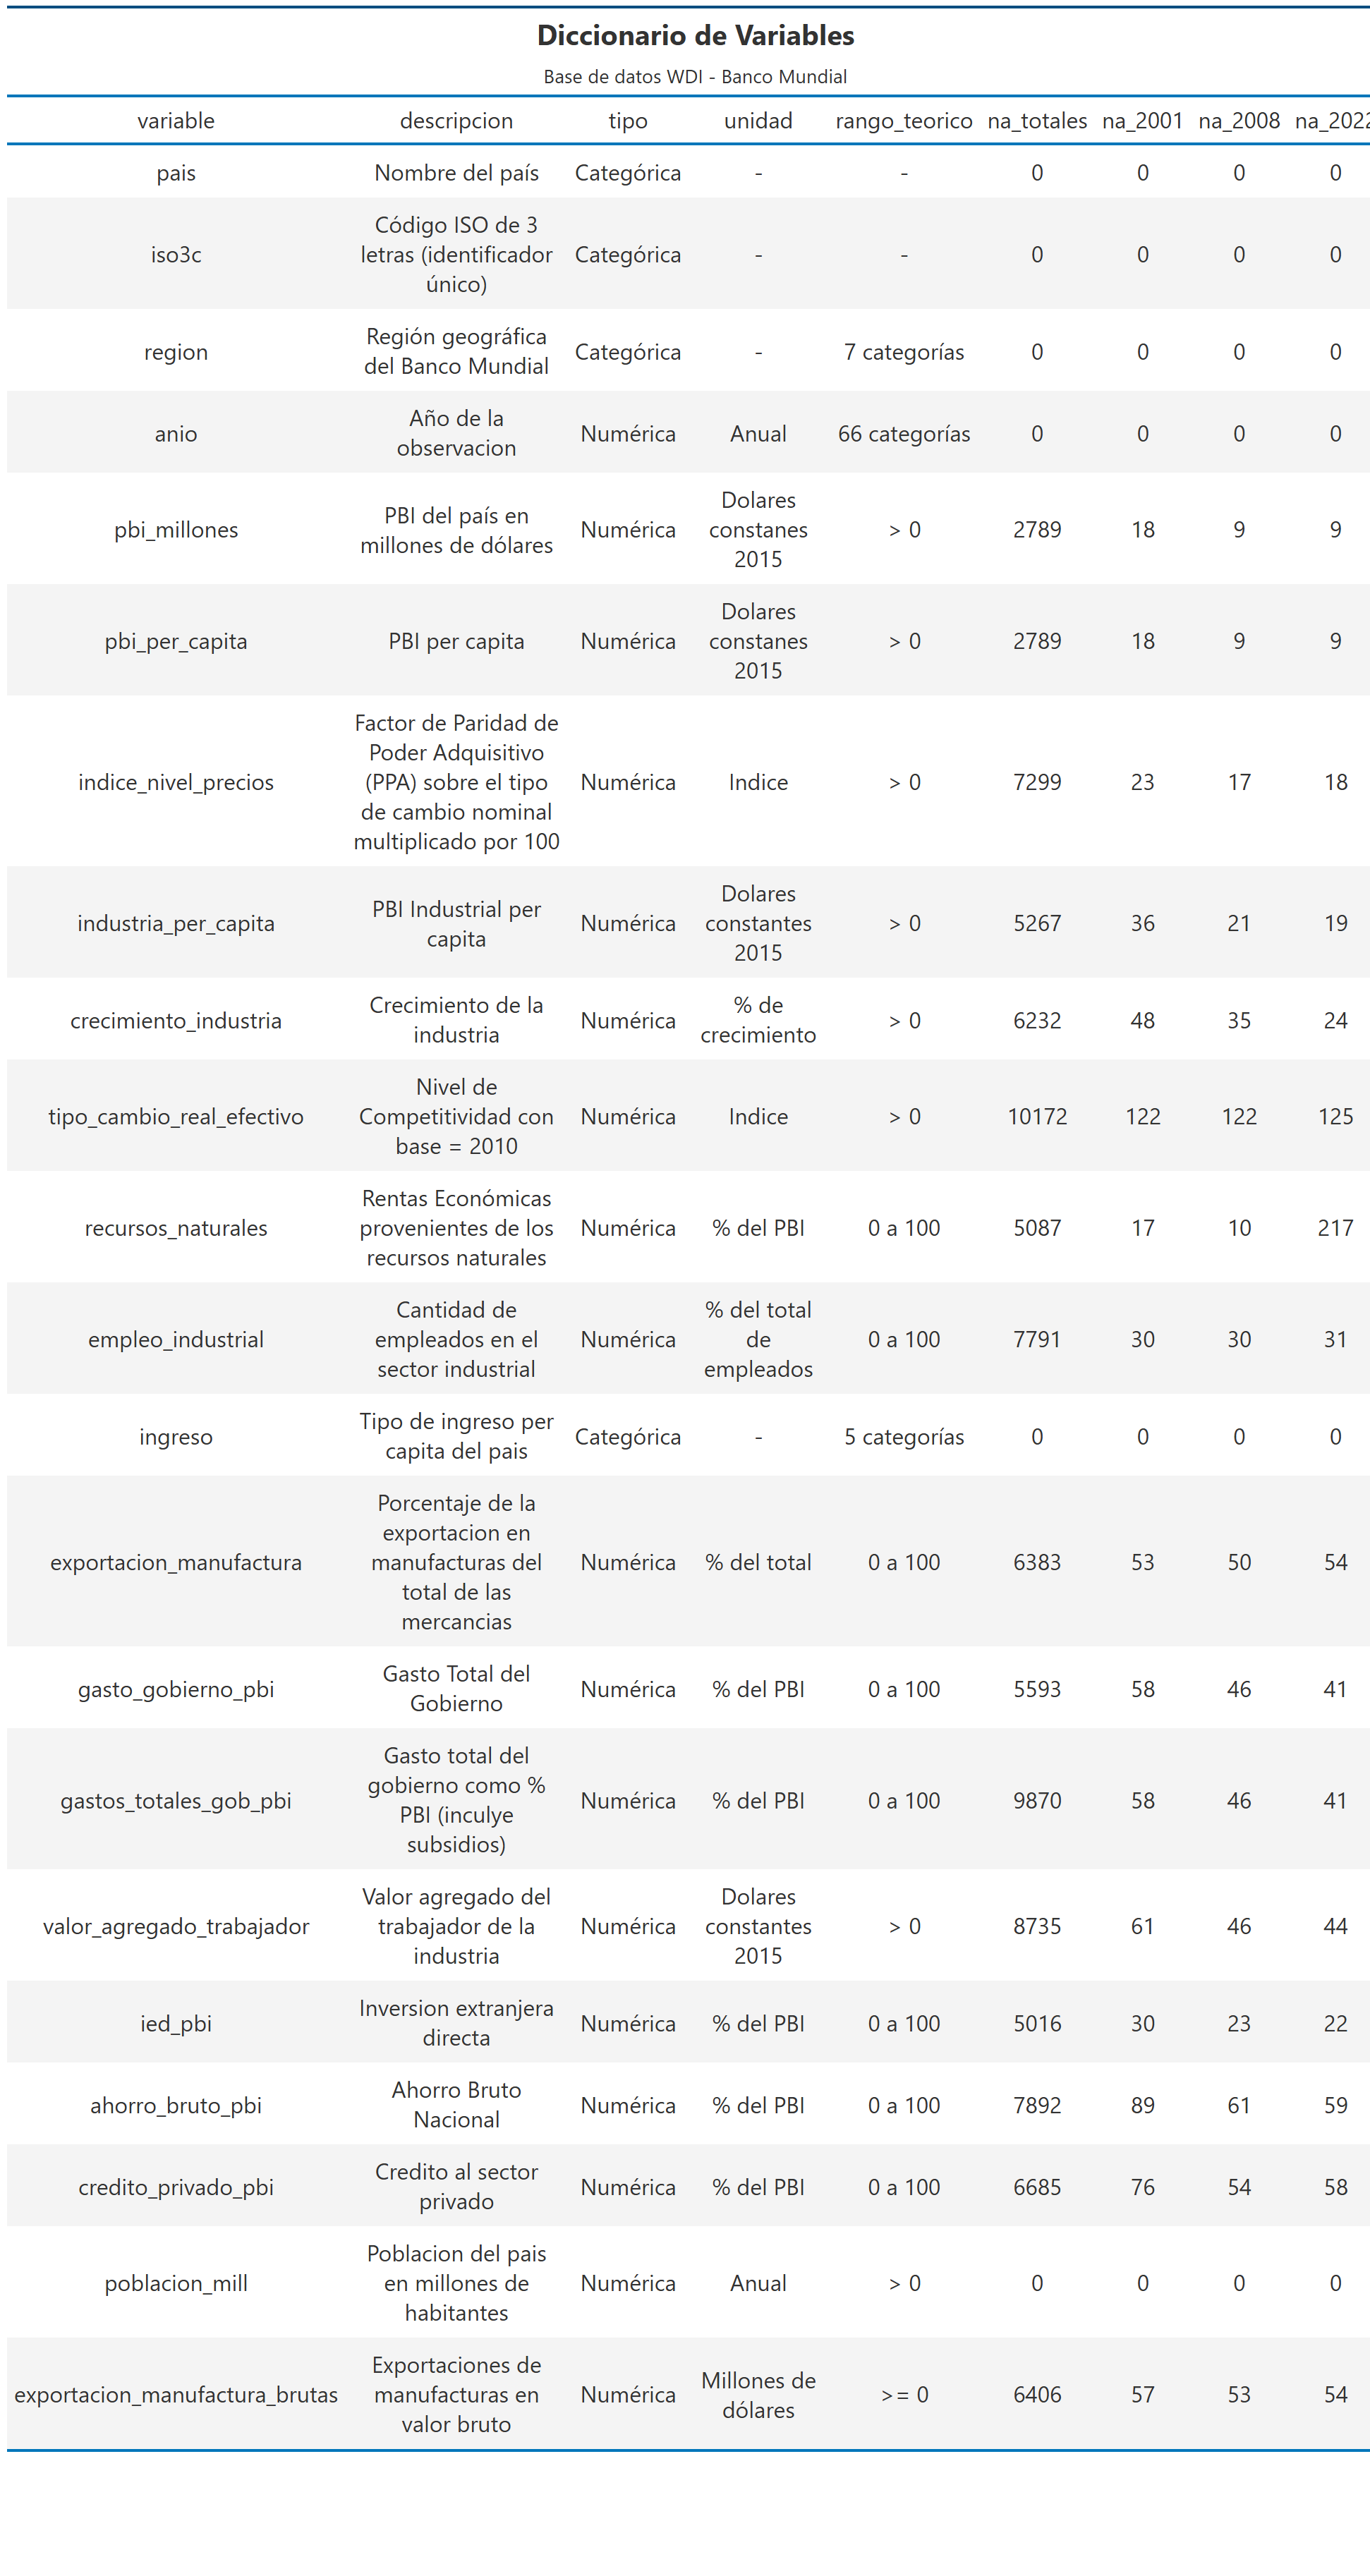 Diccionario de Variables
Base de datos WDI - Banco Mundial
variable descripcion tipo unidad rango_teorico na_totales na_2001 na_2008 na_2022
pais Nombre del país Categórica - - 0 0 0 0
Código ISO de 3
letras (identificador
iso3c Categórica - - 0 0 0 0
único)
Región geográfica
region Categórica - 7 categorías 0 0 0 0
del Banco Mundial
Año de la
anio Numérica Anual 66 categorías 0 0 0 0
observacion
Dolares
PBI del país en
pbi_millones Numérica constanes > 0 2789 18 9 9
millones de dólares
2015
Dolares
pbi_per_capita PBI per capita Numérica constanes > 0 2789 18 9 9
2015
Factor de Paridad de
Poder Adquisitivo
indice_nivel_precios (PPA) sobre el tipo Numérica Indice > 0 7299 23 17 18
de cambio nominal
multiplicado por 100
Dolares
PBI Industrial per
industria_per_capita Numérica constantes > 0 5267 36 21 19
capita
2015
Crecimiento de la % de
crecimiento_industria Numérica > 0 6232 48 35 24
industria crecimiento
Nivel de
tipo_cambio_real_efectivo Competitividad con Numérica Indice > 0 10172 122 122 125
base = 2010
Rentas Económicas
recursos_naturales provenientes de los Numérica % del PBI 0 a 100 5087 17 10 217
recursos naturales
Cantidad de % del total
empleo_industrial empleados en el Numérica de 0 a 100 7791 30 30 31
sector industrial empleados
Tipo de ingreso per
ingreso Categórica - 5 categorías 0 0 0 0
capita del pais
Porcentaje de la
exportacion en
exportacion_manufactura manufacturas del Numérica % del total 0 a 100 6383 53 50 54
total de las
mercancias
Gasto Total del
gasto_gobierno_pbi Numérica % del PBI 0 a 100 5593 58 46 41
Gobierno
Gasto total del
gobierno como %
gastos_totales_gob_pbi Numérica % del PBI 0 a 100 9870 58 46 41
PBI (inculye
subsidios)
Valor agregado del Dolares
valor_agregado_trabajador trabajador de la Numérica constantes > 0 8735 61 46 44
industria 2015
Inversion extranjera
ied_pbi Numérica % del PBI 0 a 100 5016 30 23 22
directa
Ahorro Bruto
ahorro_bruto_pbi Numérica % del PBI 0 a 100 7892 89 61 59
Nacional
Credito al sector
credito_privado_pbi Numérica % del PBI 0 a 100 6685 76 54 58
privado
Poblacion del pais
poblacion_mill en millones de Numérica Anual > 0 0 0 0 0
habitantes
Exportaciones de
exportacion_manufactura_brutas manufacturas en Numérica Millones de dólares >= 0 6406 57 53 54
valor bruto